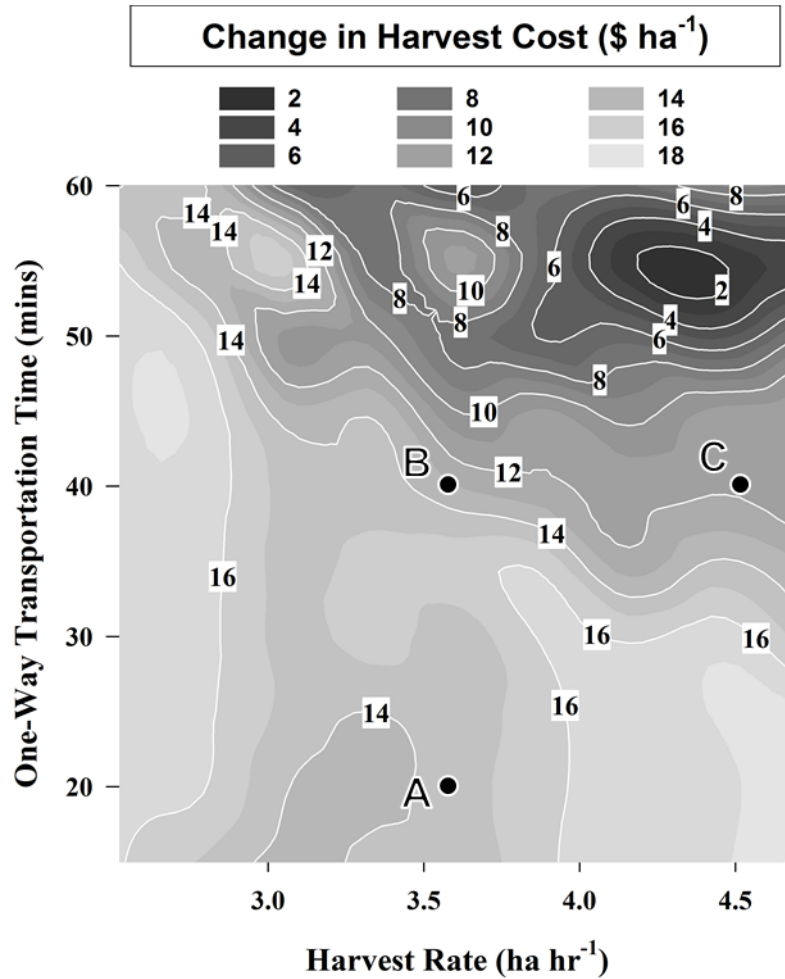 Change in Harvest Cost ($ ha⁻¹)
2 8 14
4 10 16
6 12 18
60
6 6 8
14
14 12 8 4
6
14 10 2
8
8 4
50 14 6
8
10
B 12 C
40
14
16
30 16 16
14 16
20 A
3.0 3.5 4.0 4.5
One-Way Transportation Time (mins)
Harvest Rate (ha hr⁻¹)